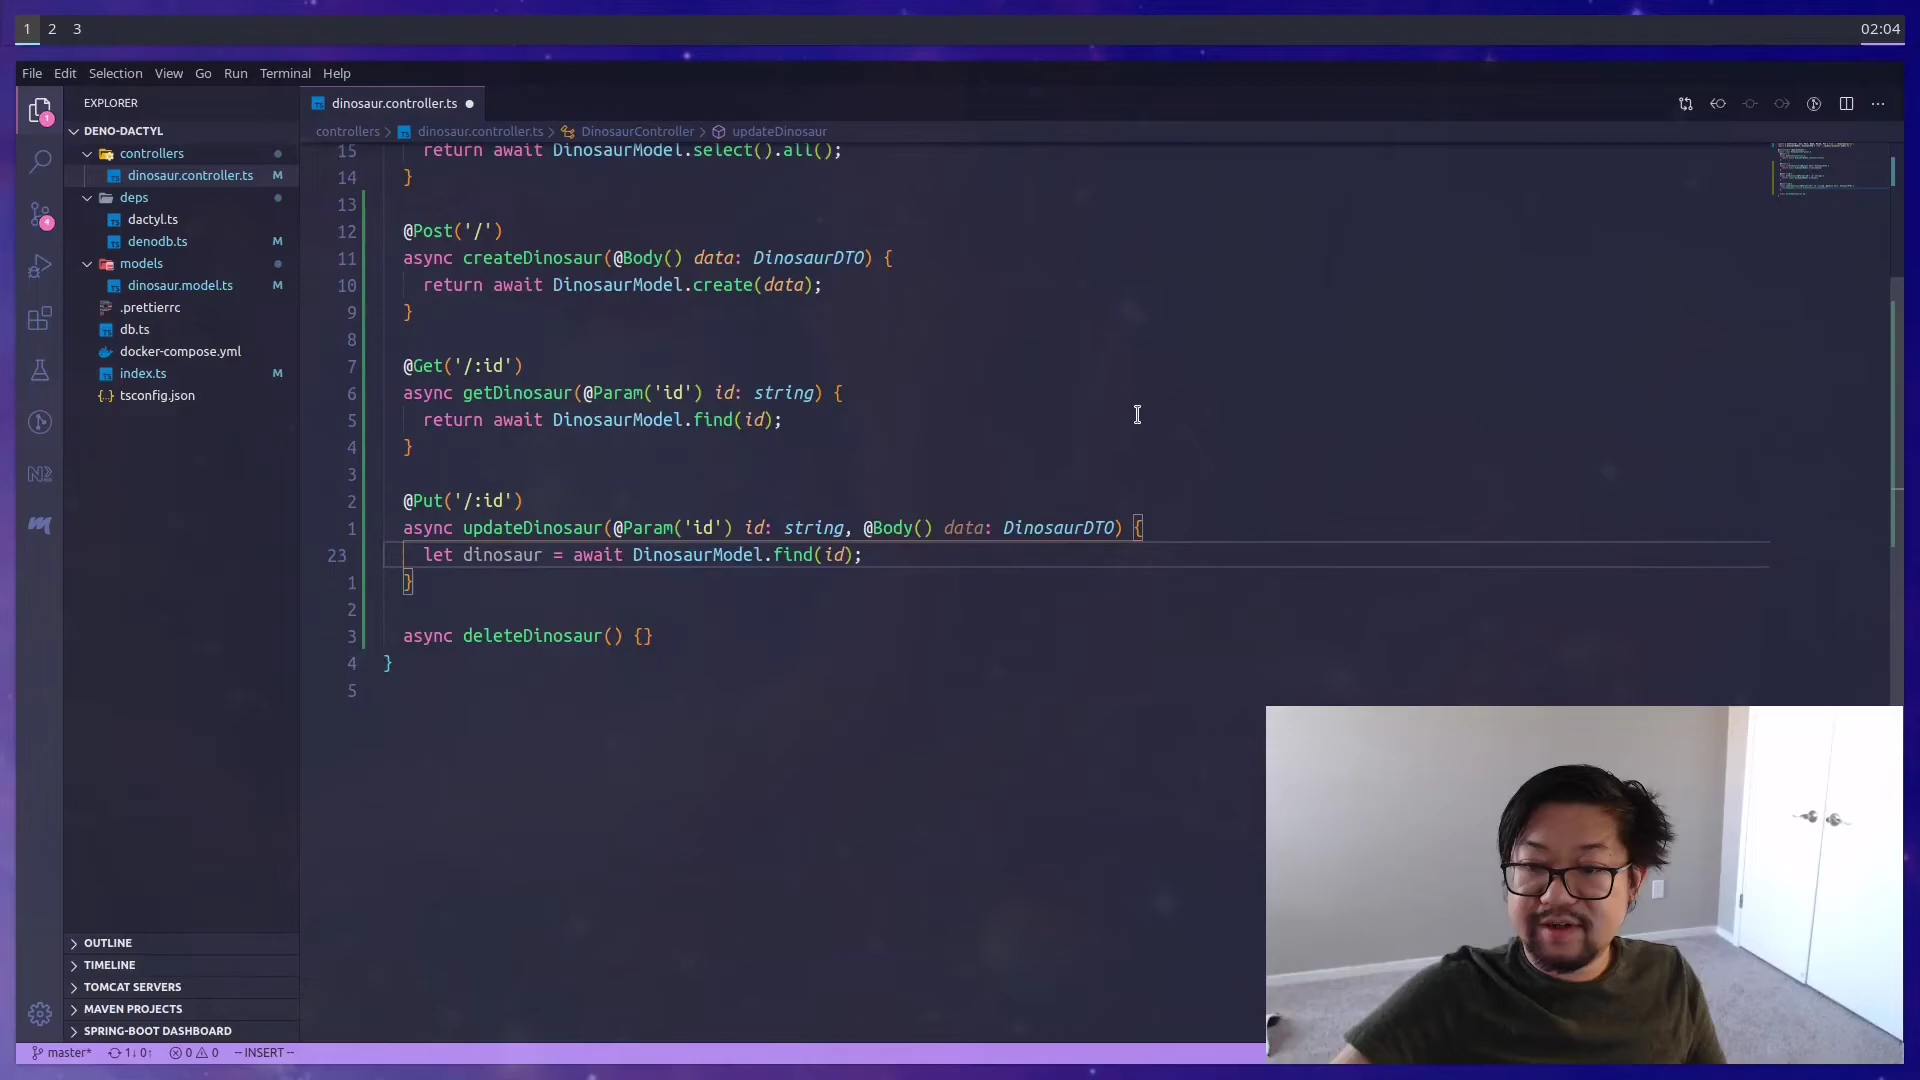 1 2 3
02:04
File Edit Selection View Go Run Terminal Help
EXPLORER
DENO-DACTYL
controllers
dinosaur.controller.ts M
deps
dactyl.ts
denodb.ts M
models
dinosaur.model.ts M
.prettierrc
db.ts
docker-compose.yml
index.ts M
tsconfig.json
OUTLINE
TIMELINE
TOMCAT SERVERS
MAVEN PROJECTS
SPRING-BOOT DASHBOARD
1
4
dinosaur.controller.ts
controllers > dinosaur.controller.ts > DinosaurController > updateDinosaur
15 return await DinosaurModel.select().all();
14 }
13
12 @Post('/')
11 async createDinosaur(@Body() data: DinosaurDTO) {
10 return await DinosaurModel.create(data);
9 }
8
7 @Get('/:id')
6 async getDinosaur(@Param('id') id: string) {
5 return await DinosaurModel.find(id);
4 }
3
2 @Put('/:id')
1 async updateDinosaur(@Param('id') id: string, @Body() data: DinosaurDTO) {
23 let dinosaur = await DinosaurModel.find(id);
1 }
2
3 async deleteDinosaur() {}
4 }
5
master* 1↓ 0↑ 0 0 -- INSERT --